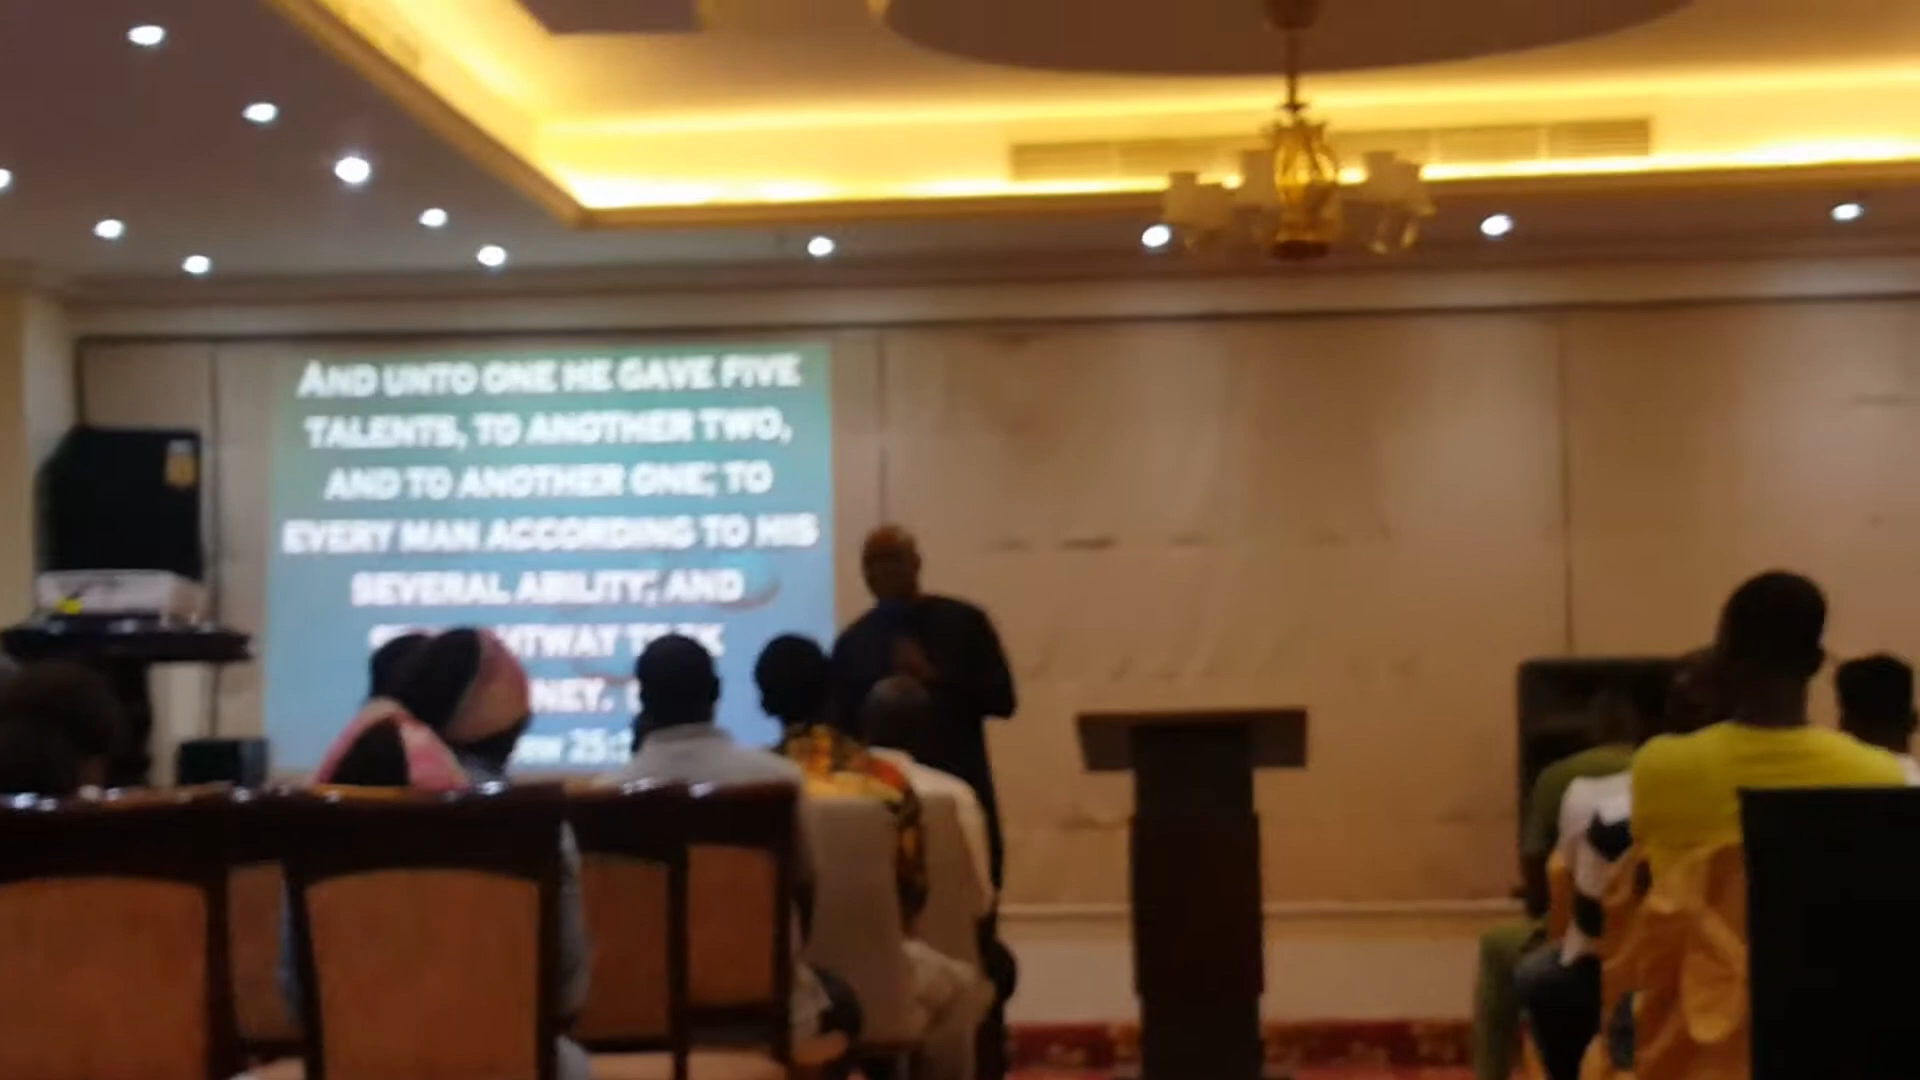 AND UNTO ONE HE GAVE FIVE
TALENTS, TO ANOTHER TWO,
AND TO ANOTHER ONE; TO
EVERY MAN ACCORDING TO HIS
SEVERAL ABILITY; AND